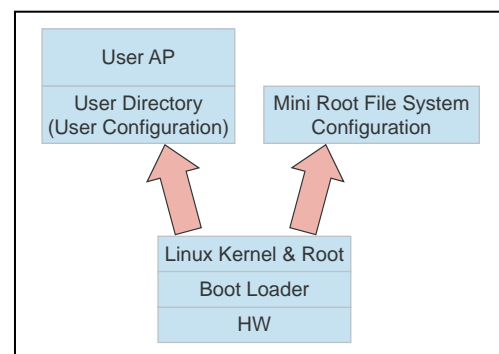 User AP
User Directory
(User Configuration)
Mini Root File System
Configuration
Linux Kernel & Root
Boot Loader
HW